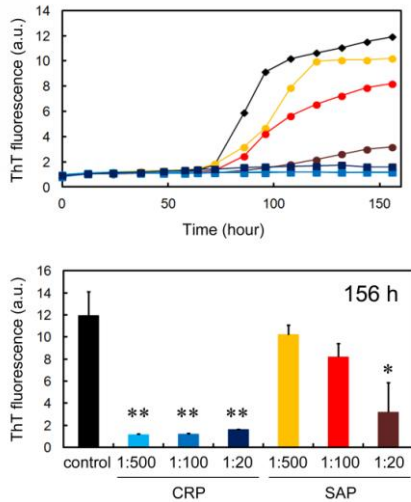 ThT fluorescence (a.u.)
14
12
10
8
6
4
2
0
0 50 100 150
Time (hour)
ThT fluorescence (a.u.)
16
14
12
10
8
6
4
2
0
156 h
** ** ** *
control 1:500 1:100 1:20 1:500 1:100 1:20
CRP SAP